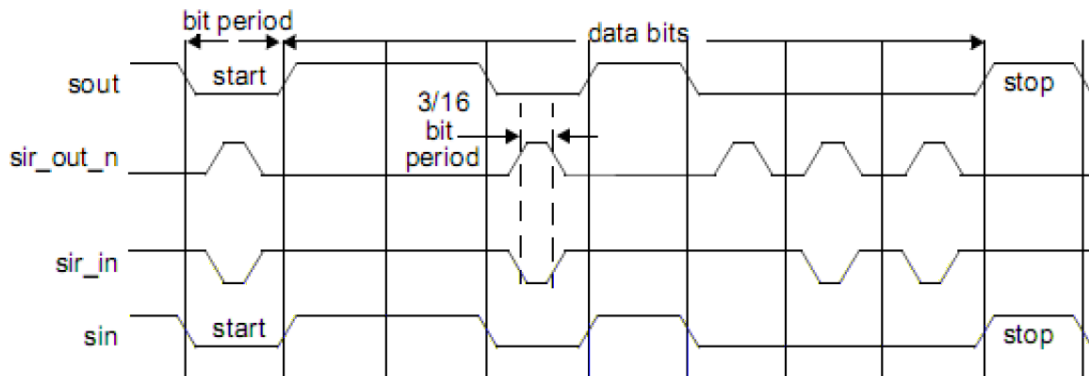 bit period
data bits
sout
start
stop
3/16
bit
period
sir_out_n
sir_in
sin
start
stop